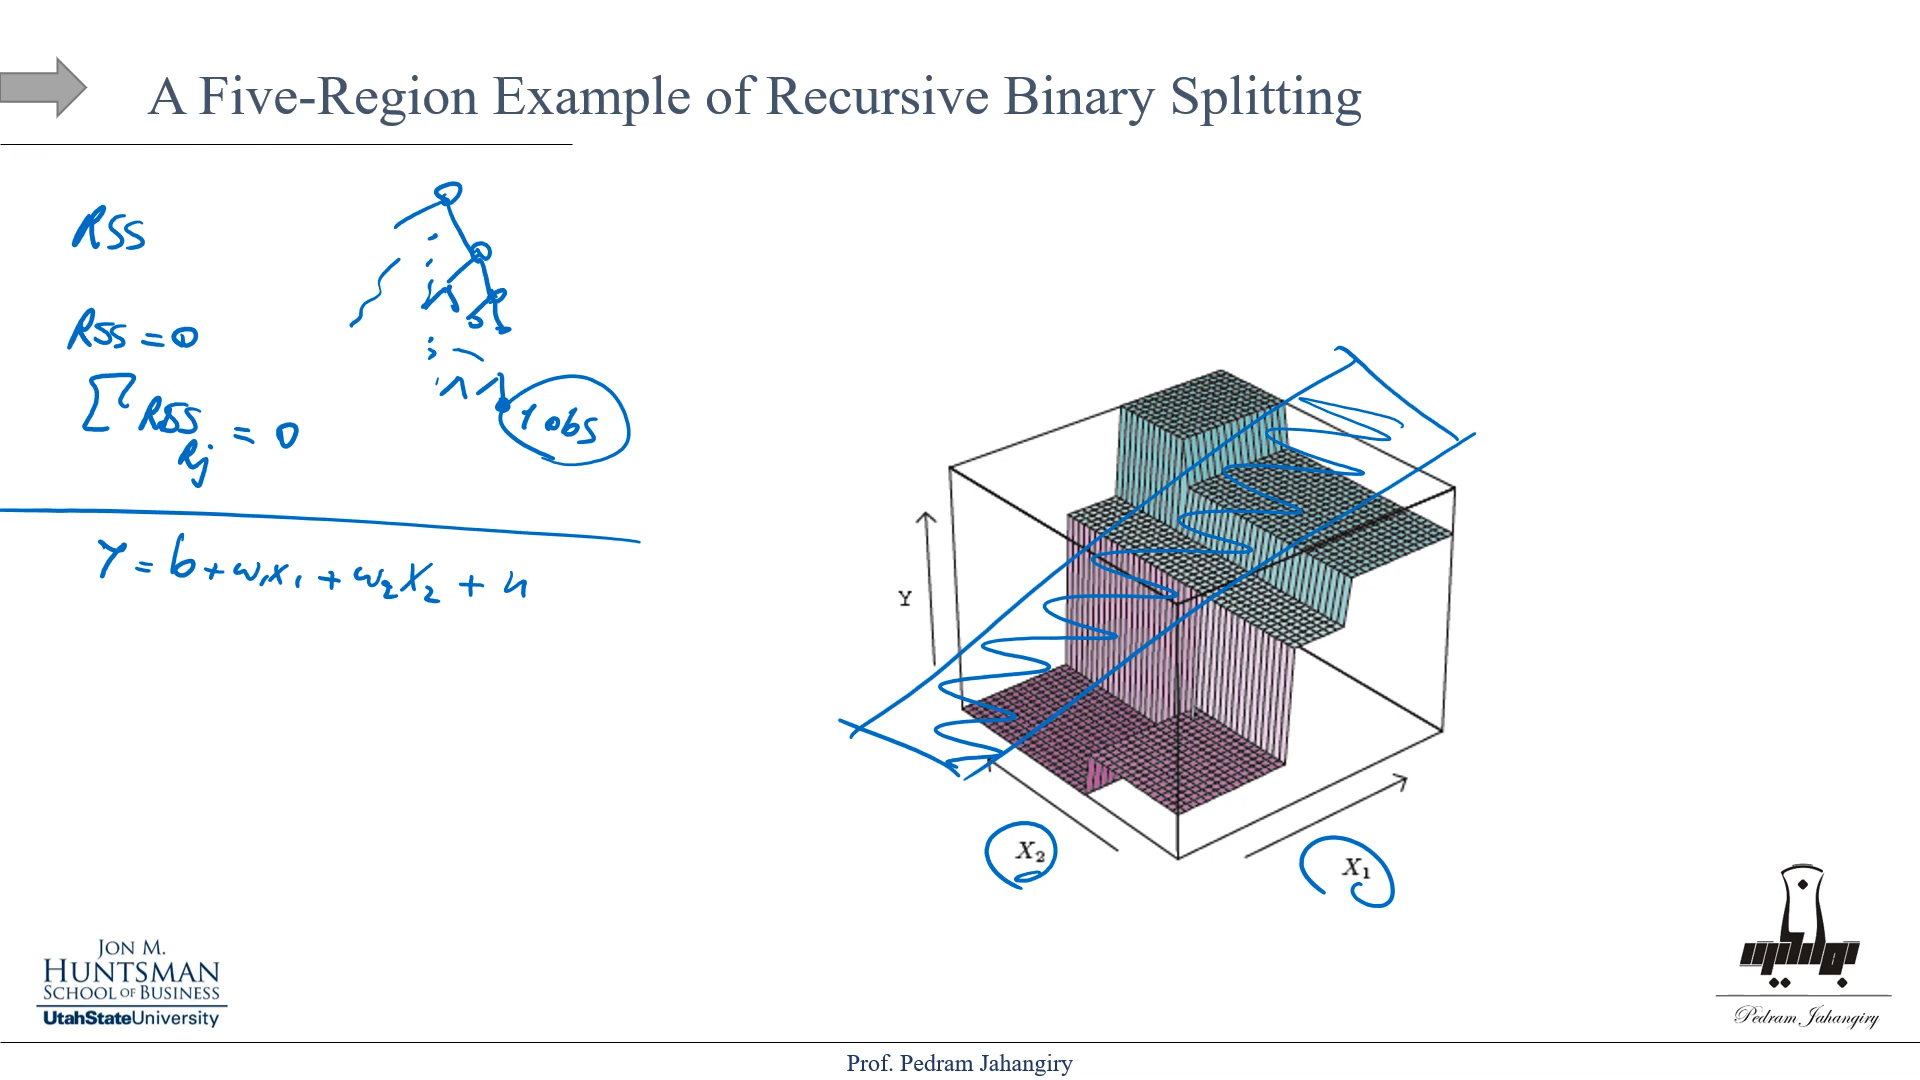 A Five-Region Example of Recursive Binary Splitting
RSS
RSS = 0
Σ RSS Rj = 0
1 obs
Y = b + w₁x₁ + w₂X₂ + u
Y
X₂
X₁
JON M.
HUNTSMAN
SCHOOL OF BUSINESS
UtahStateUniversity
Pedram Jahangiry
Prof. Pedram Jahangiry